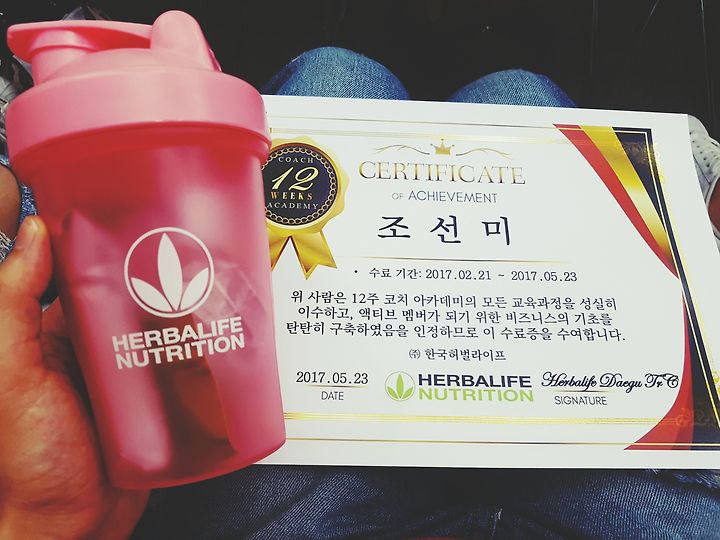 HERBALIFE
NUTRITION
COACH
12
WEEKS
ACADEMY
CERTIFICATE
OF ACHIEVEMENT
조 선 미
• 수료 기간: 2017.02.21 ~ 2017.05.23
위 사람은 12주 코치 아카데미의 모든 교육과정을 성실히
이수하고, 액티브 멤버가 되기 위한 비즈니스의 기초를
탄탄히 구축하였음을 인정하므로 이 수료증을 수여합니다.
㈜ 한국허벌라이프
2017.05.23
DATE
HERBALIFE
NUTRITION
Herbalife Daegu Tr'C
SIGNATURE